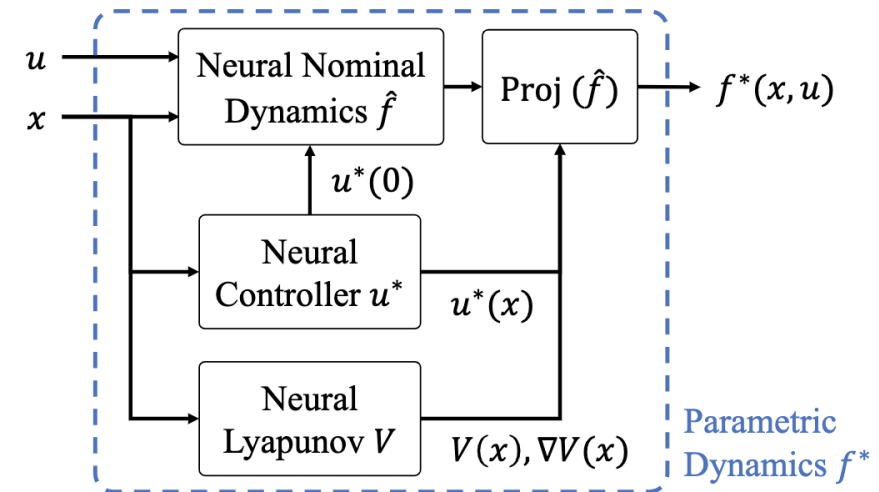 u
x
Neural Nominal
Dynamics f̂
Proj (f̂)
f*(x, u)
u*(0)
Neural
Controller u*
u*(x)
Neural
Lyapunov V
V(x), ∇V(x)
Parametric
Dynamics f*